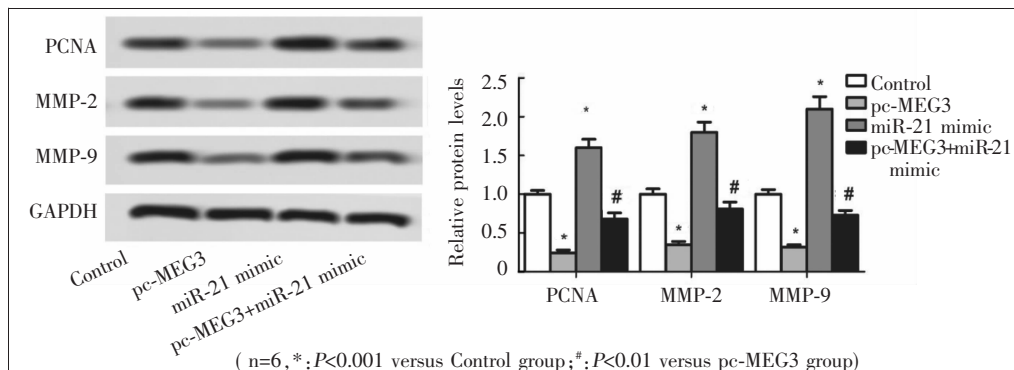 PCNA
MMP-2
MMP-9
GAPDH
Control
pc-MEG3
miR-21 mimic
pc-MEG3+miR-21 mimic
Relative protein levels
2.5
2.0
1.5
1.0
0.5
0
*
#
*
*
#
*
*
#
*
PCNA
MMP-2
MMP-9
Control
pc-MEG3
miR-21 mimic
pc-MEG3+miR-21
mimic
( n=6,*:P<0.001 versus Control group;#:P<0.01 versus pc-MEG3 group)